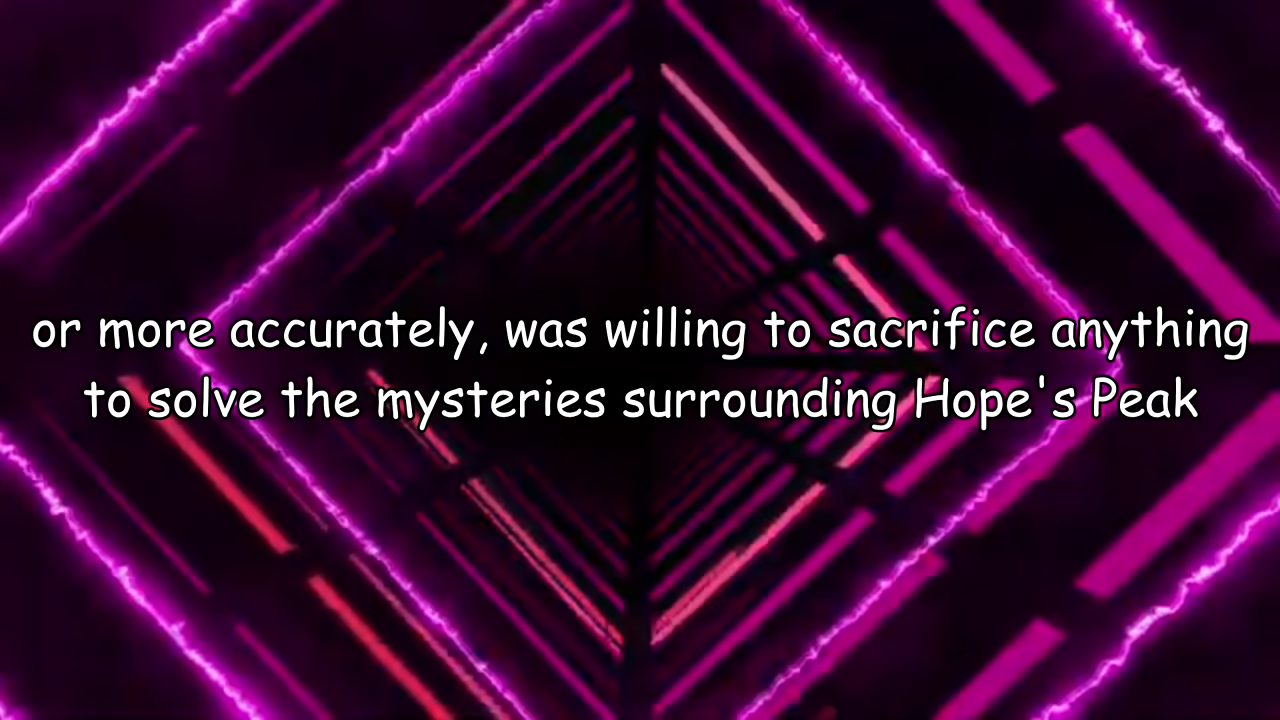 or more accurately, was willing to sacrifice anything
to solve the mysteries surrounding Hope's Peak